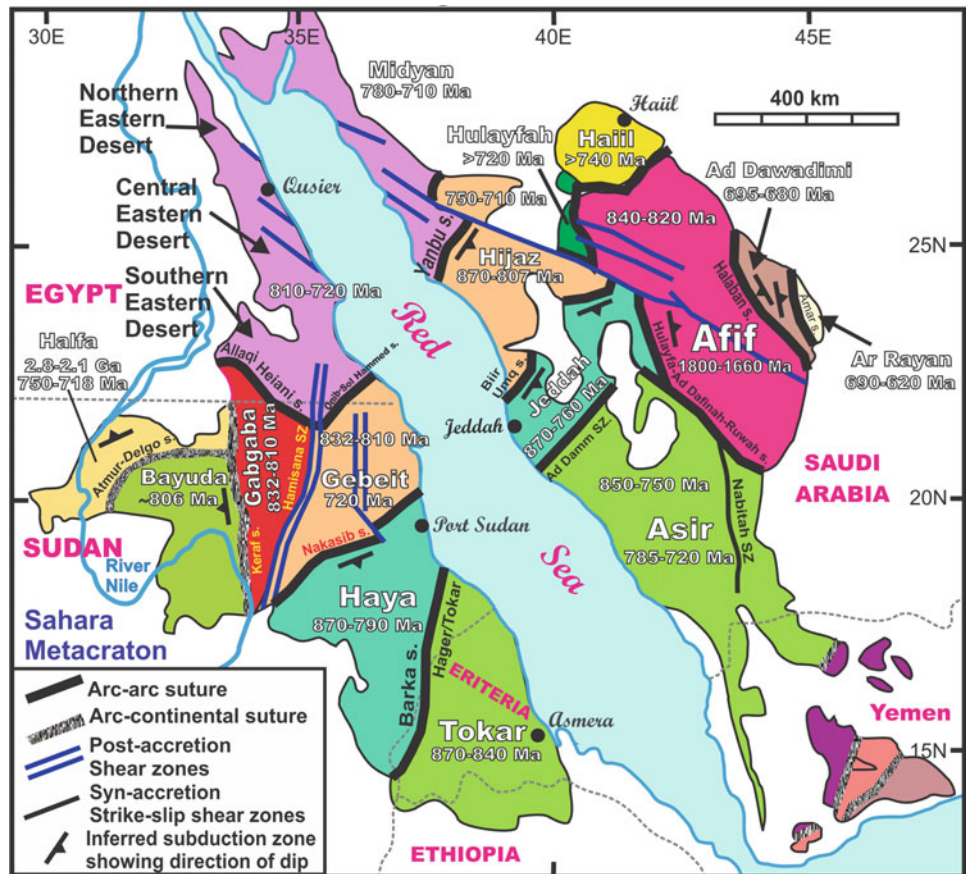 30E
35E
40E
45E
Northern
Eastern
Desert
Central
Eastern
Desert
Southern
Eastern
Desert
EGYPT
Halfa
2.8-2.1 Ga
750-718 Ma
Midyan
780-710 Ma
Qusier
810-720 Ma
Hulayfah
>720 Ma
Haiil
Haiil
>740 Ma
400 km
Ad Dawadimi
695-680 Ma
750-710 Ma
840-820 Ma
25N
Yanbu s.
Hijaz
870-807 Ma
Halaban s.
Amar s.
Afif
1800-1660 Ma
Ar Rayan
690-620 Ma
Red
Sea
Allaqi Heiani s.
Onib-Sol Hammed s.
Biir
Umq s.
Jeddah
870-760 Ma
Jeddah
Hulayfa-Ad Dafinah-Ruwah s.
Ad Damm SZ.
SAUDI
ARABIA
Atmur-Delgo s.
Bayuda
~806 Ma
Gabgaba
832-810 Ma
Keraf s.
Hamisana SZ
832-810 Ma
Gebeit
720 Ma
Nakasib s.
Port Sudan
850-750 Ma
Asir
785-720 Ma
Nabitah SZ
20N
SUDAN
River
Nile
Sahara
Metacraton
Haya
870-790 Ma
Barka s.
Hager/Tokar
ERITERIA
Asmera
Tokar
870-840 Ma
Yemen
15N
ETHIOPIA
Arc-arc suture
Arc-continental suture
Post-accretion
Shear zones
Syn-accretion
Strike-slip shear zones
Inferred subduction zone
showing direction of dip